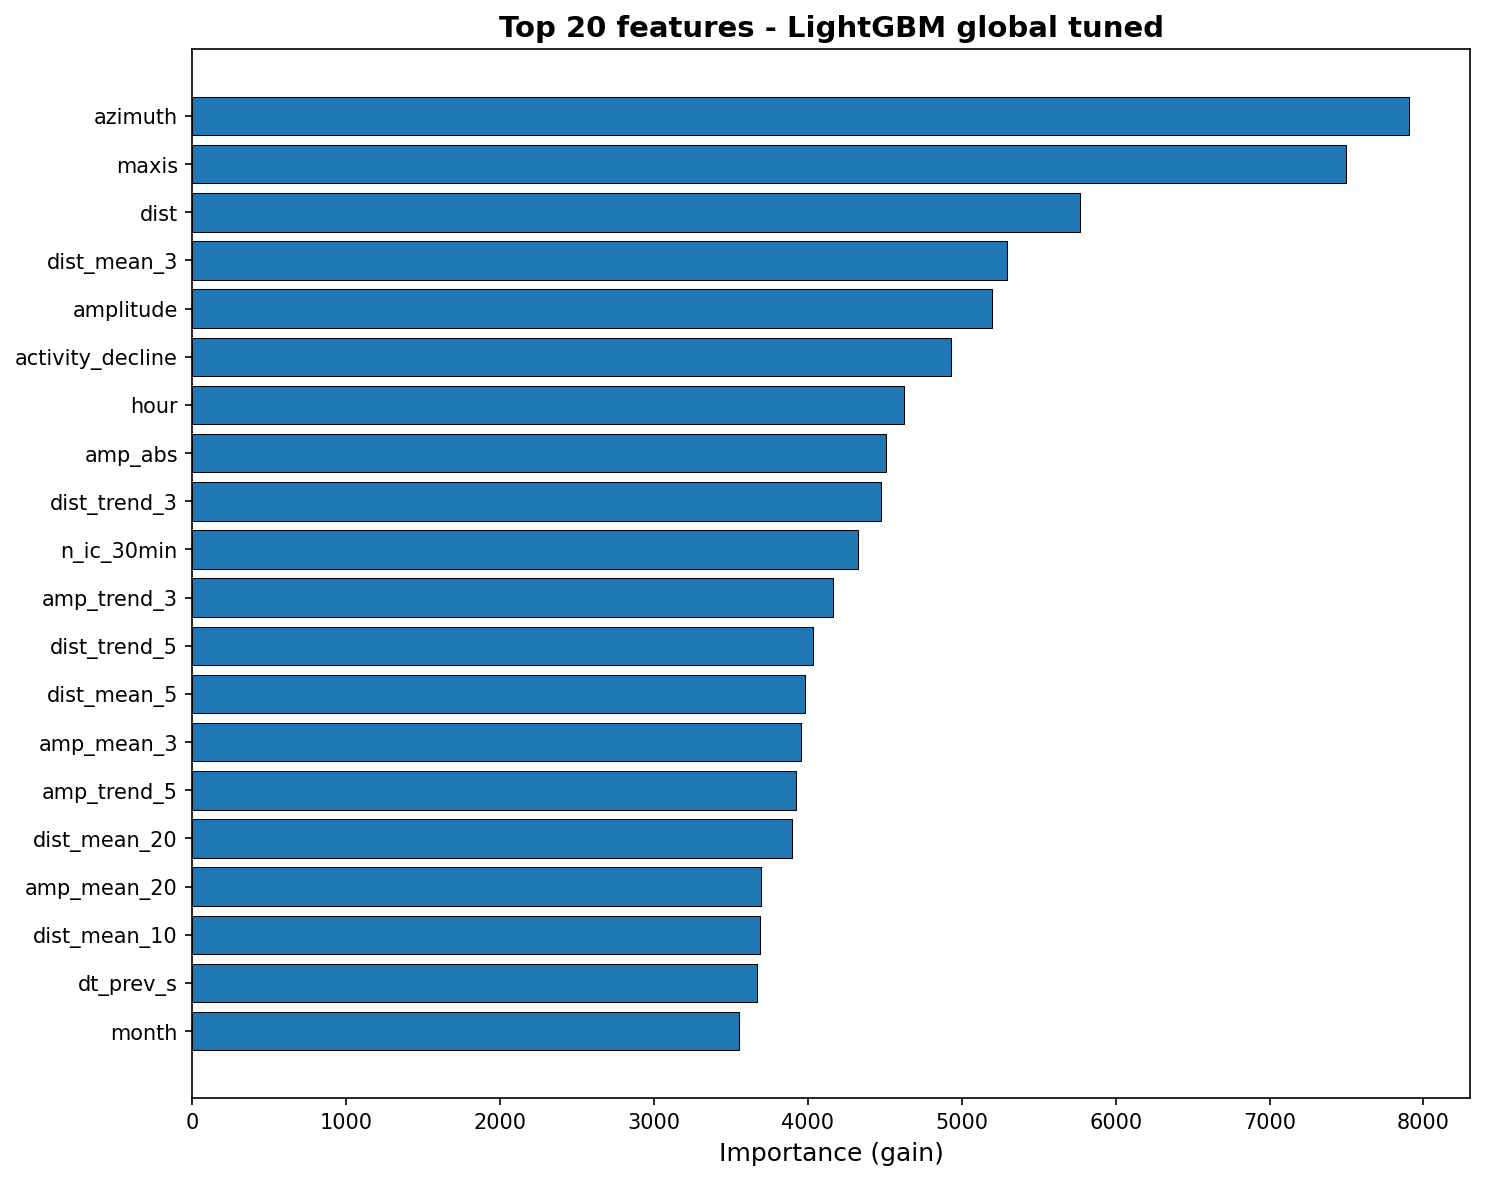 Top 20 features - LightGBM global tuned
azimuth
maxis
dist
dist_mean_3
amplitude
activity_decline
hour
amp_abs
dist_trend_3
n_ic_30min
amp_trend_3
dist_trend_5
dist_mean_5
amp_mean_3
amp_trend_5
dist_mean_20
amp_mean_20
dist_mean_10
dt_prev_s
month
0 1000 2000 3000 4000 5000 6000 7000 8000
Importance (gain)